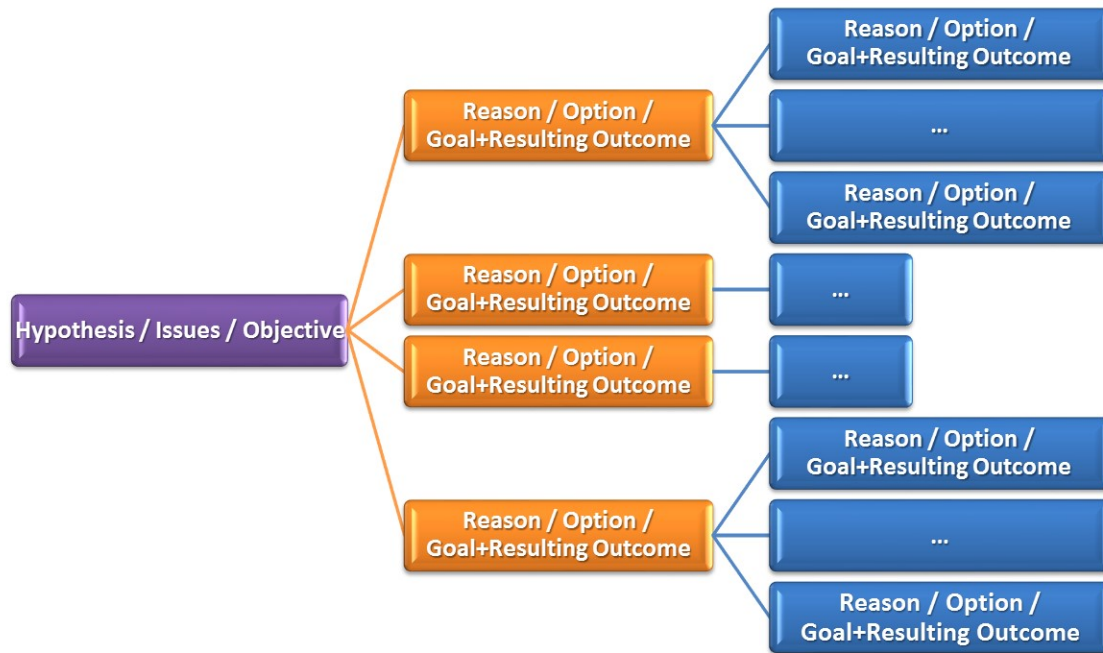 Hypothesis / Issues / Objective
Reason / Option /
Goal+Resulting Outcome
Reason / Option /
Goal+Resulting Outcome
...
Reason / Option /
Goal+Resulting Outcome
Reason / Option /
Goal+Resulting Outcome
...
Reason / Option /
Goal+Resulting Outcome
...
Reason / Option /
Goal+Resulting Outcome
Reason / Option /
Goal+Resulting Outcome
...
Reason / Option /
Goal+Resulting Outcome